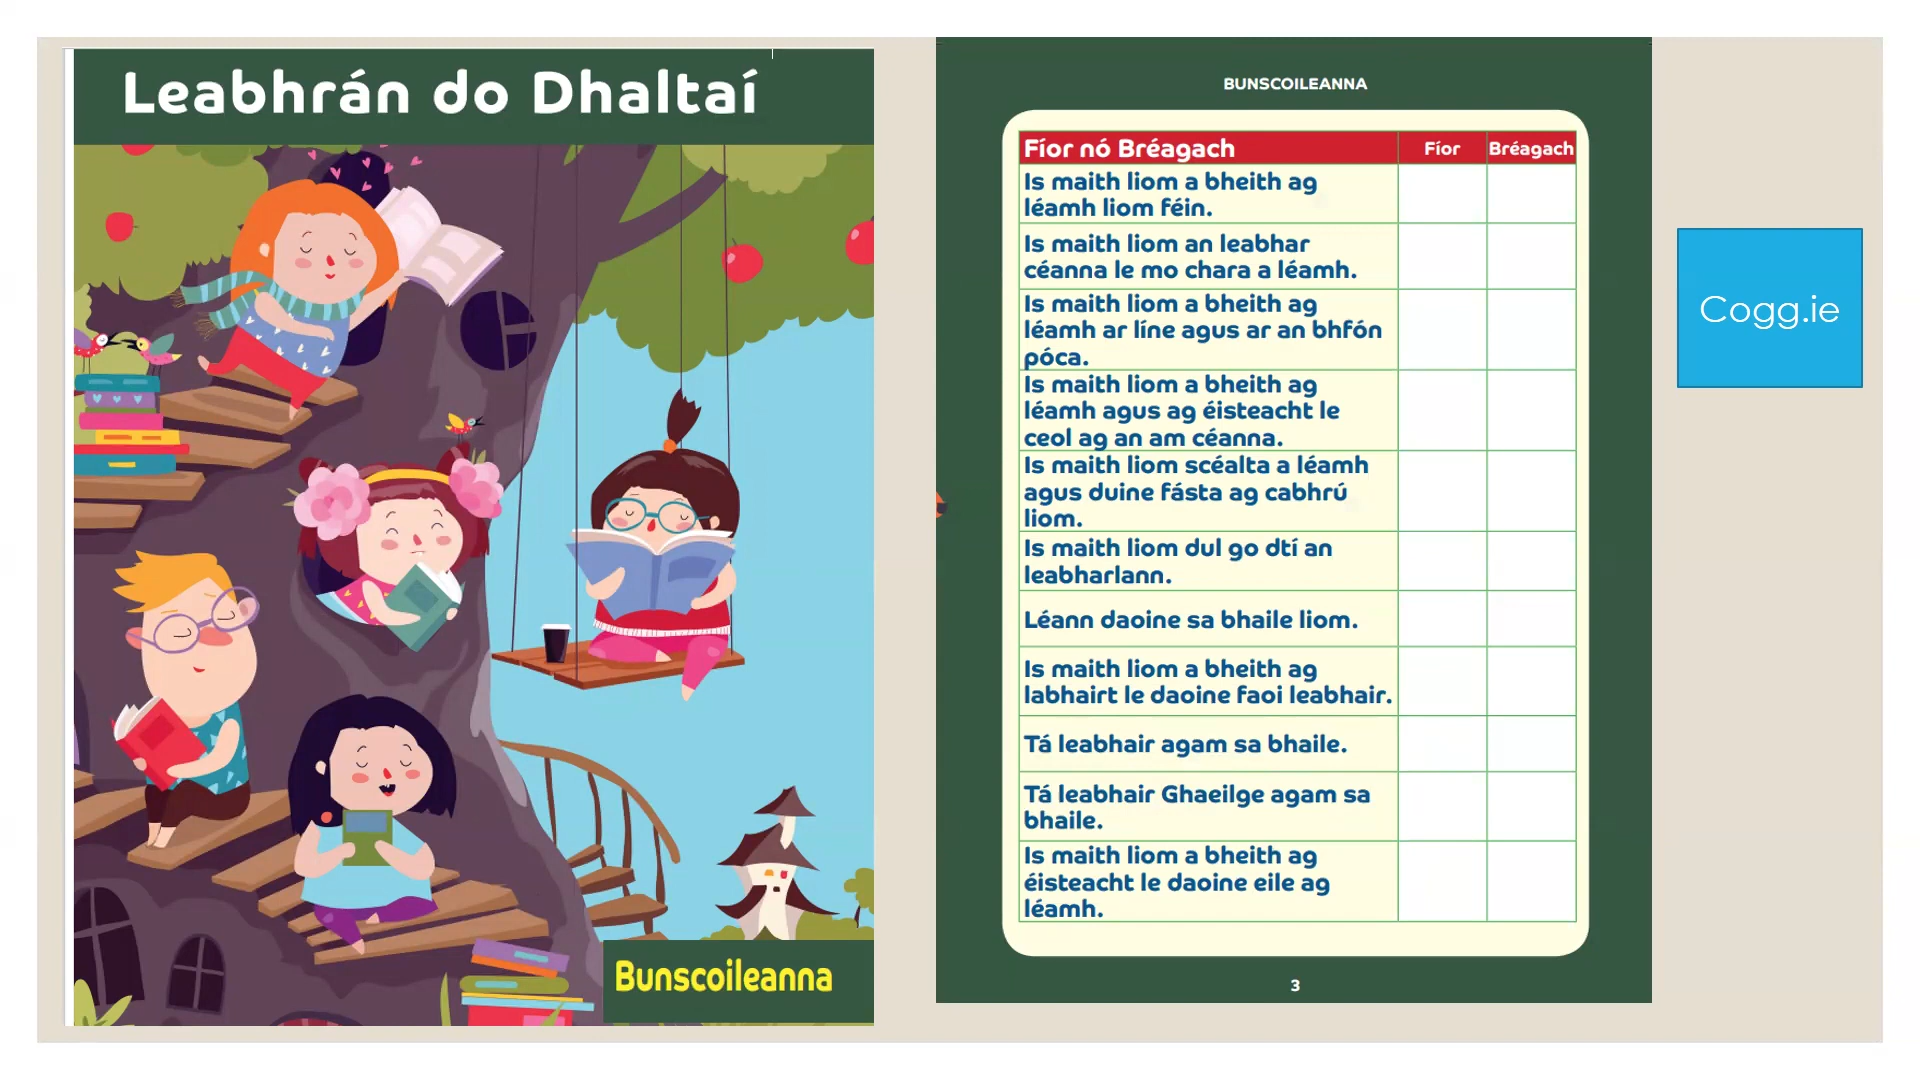 Leabhrán do Dhaltaí
Bunscoileanna
BUNSCOILEANNA
Fíor nó Bréagach Fíor Bréagach
Is maith liom a bheith ag
léamh liom féin.
Is maith liom an leabhar
céanna le mo chara a léamh.
Is maith liom a bheith ag
léamh ar líne agus ar an bhfón
póca.
Is maith liom a bheith ag
léamh agus ag éisteacht le
ceol ag an am céanna.
Is maith liom scéalta a léamh
agus duine fásta ag cabhrú
liom.
Is maith liom dul go dtí an
leabharlann.
Léann daoine sa bhaile liom.
Is maith liom a bheith ag
labhairt le daoine faoi leabhair.
Tá leabhair agam sa bhaile.
Tá leabhair Ghaeilge agam sa
bhaile.
Is maith liom a bheith ag
éisteacht le daoine eile ag
léamh.
3
Cogg.ie